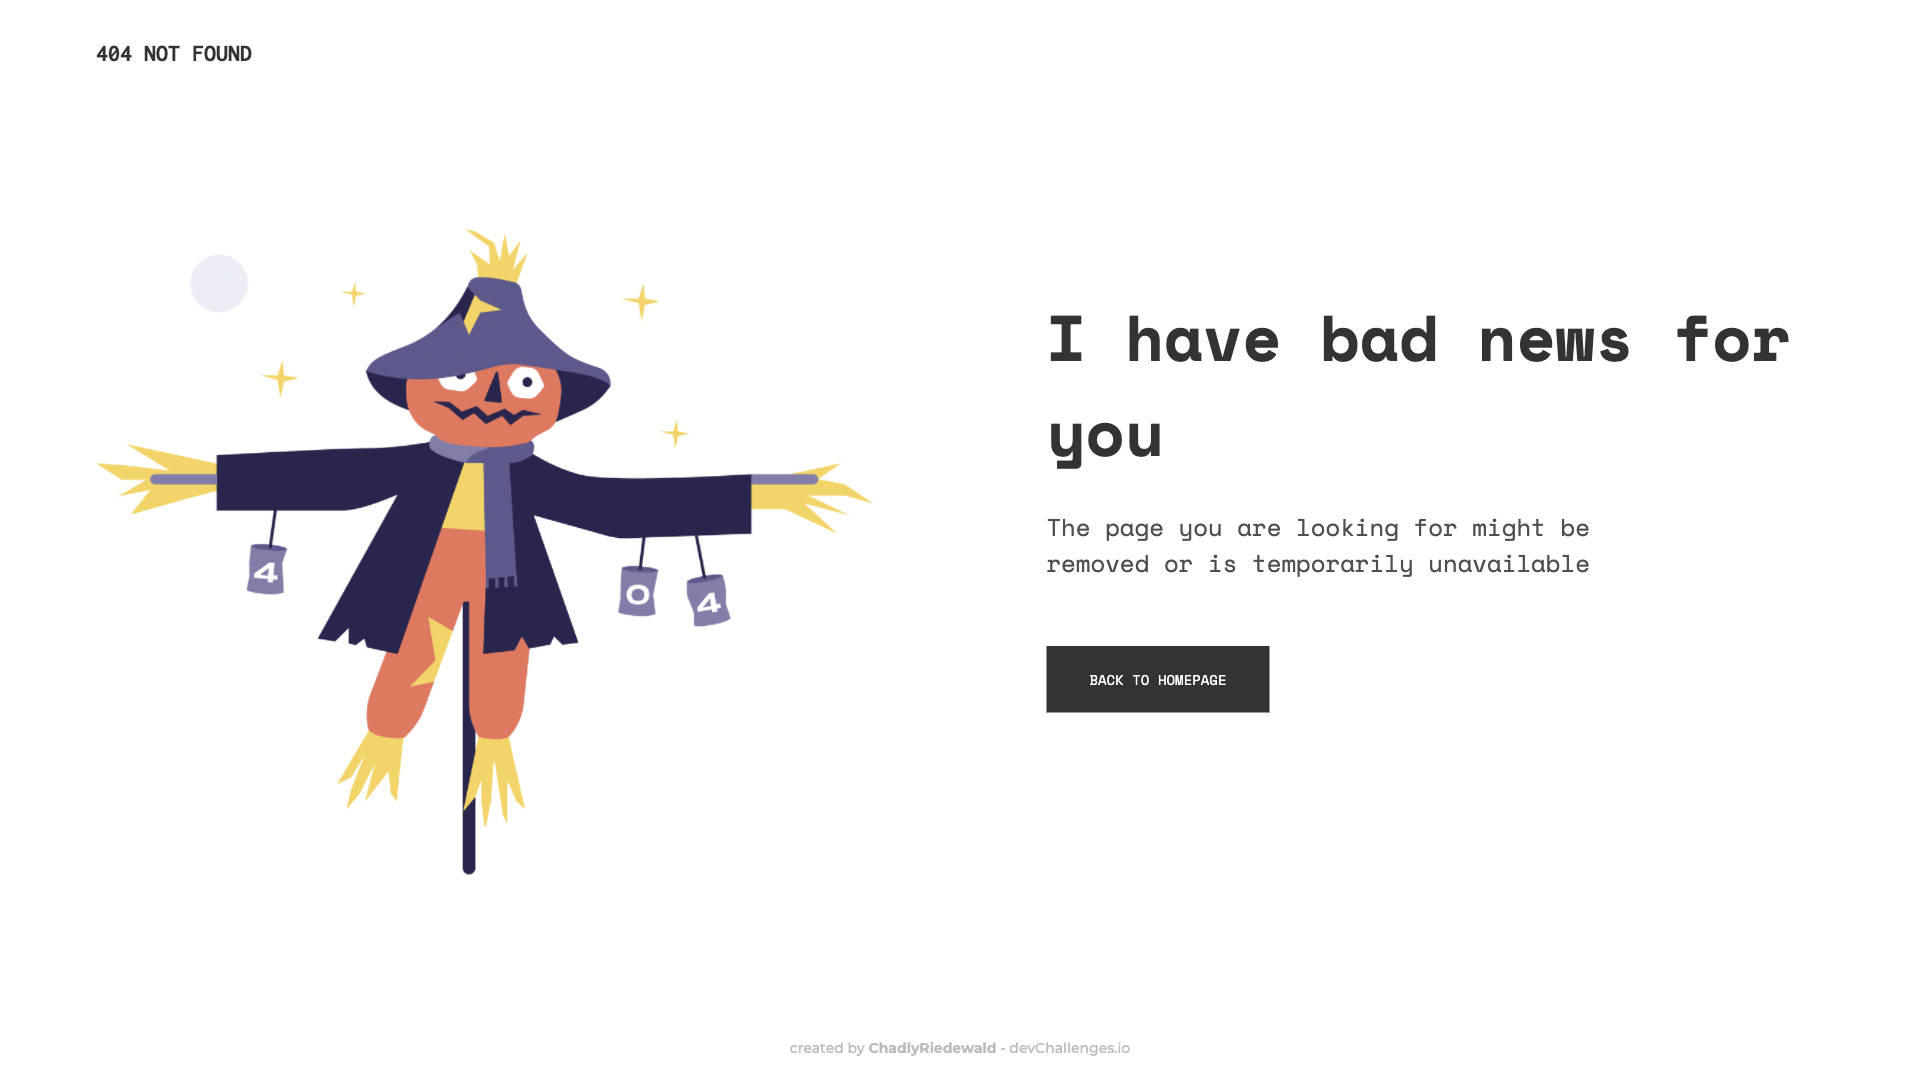 404 NOT FOUND
4
0
4
I have bad news for
you
The page you are looking for might be
removed or is temporarily unavailable
BACK TO HOMEPAGE
created by ChadlyRiedewald - devChallenges.io